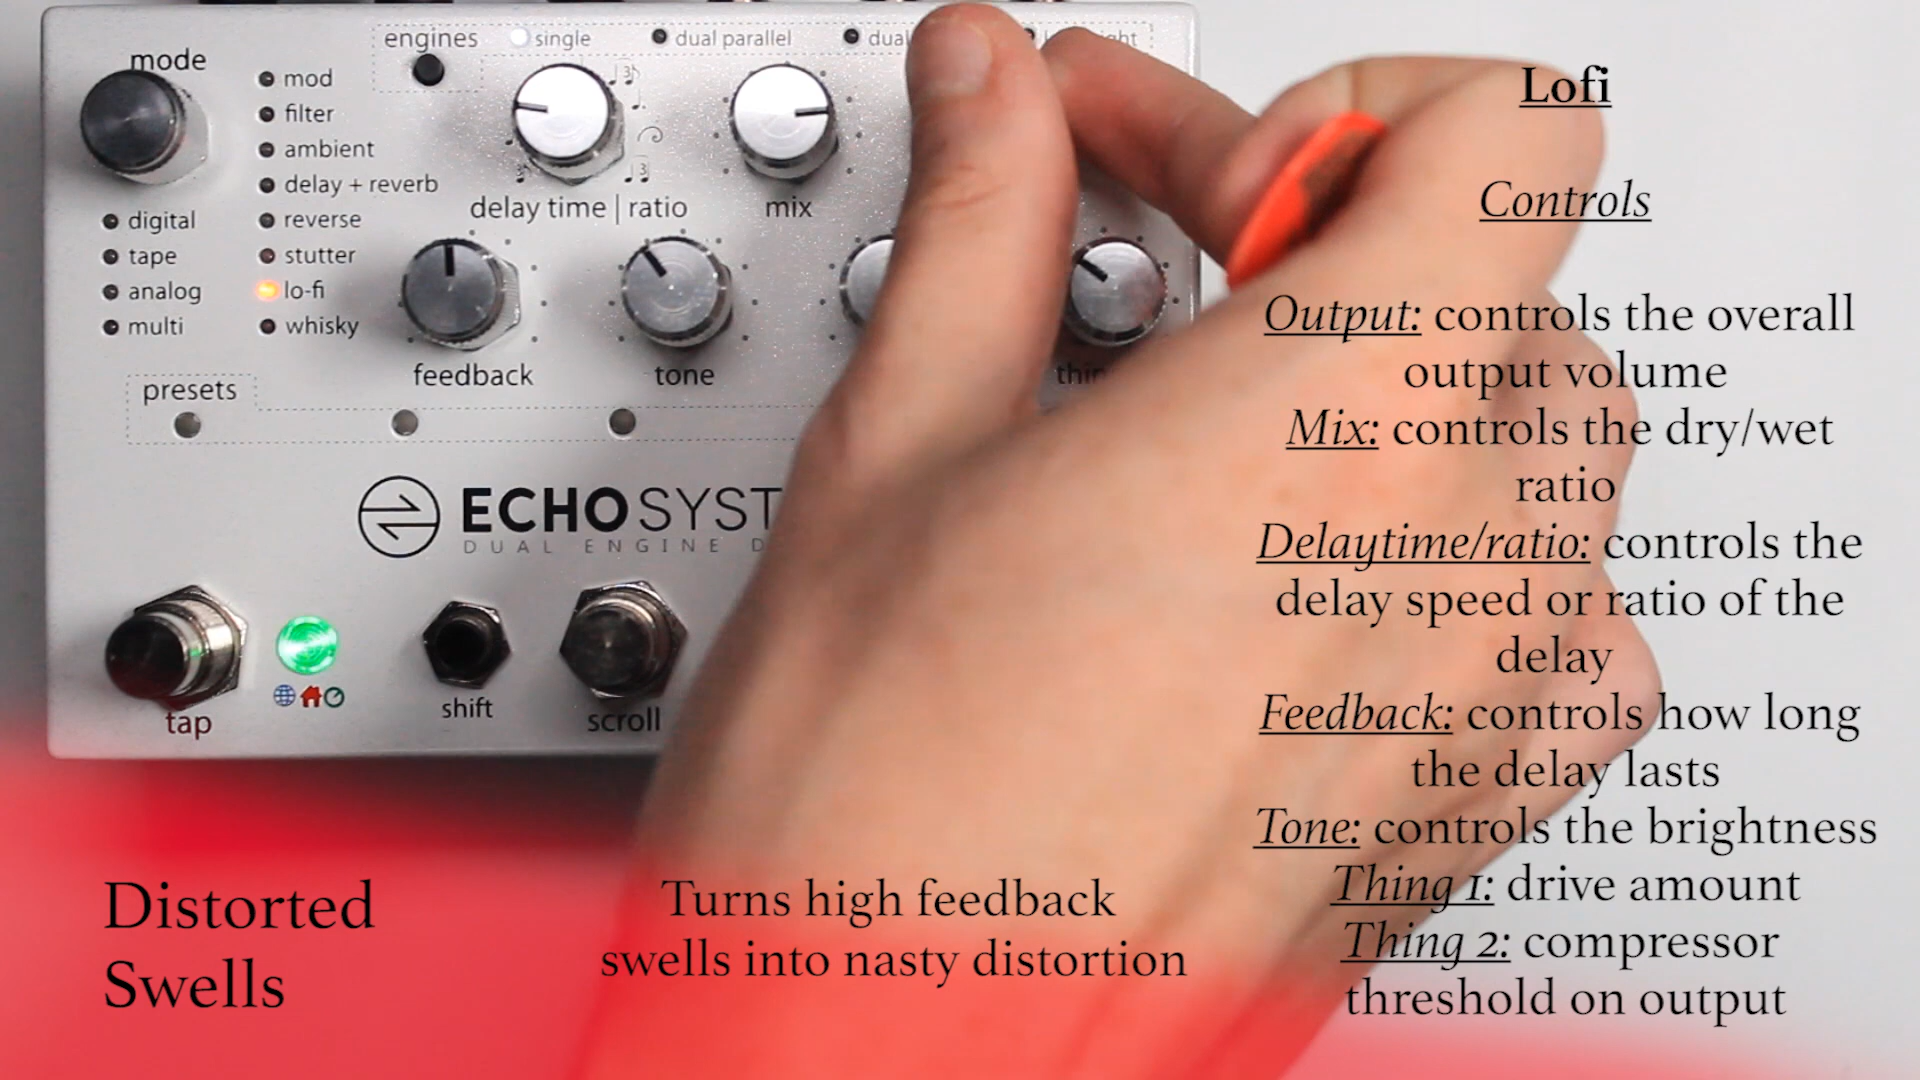 mode
engines
single
dual parallel
dual
mod
filter
ambient
delay + reverb
reverse
stutter
lo-fi
whisky
digital
tape
analog
multi
delay time | ratio
mix
feedback
tone
presets
ECHOSYST
DUAL ENGINE D
tap
shift
scroll
Lofi
Controls
Output: controls the overall
output volume
Mix: controls the dry/wet
ratio
Delaytime/ratio: controls the
delay speed or ratio of the
delay
Feedback: controls how long
the delay lasts
Tone: controls the brightness
Thing 1: drive amount
Thing 2: compressor
threshold on output
Distorted
Swells
Turns high feedback
swells into nasty distortion